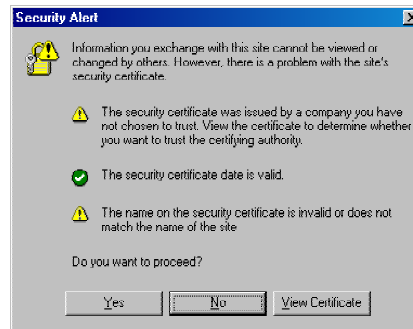 Security Alert
Information you exchange with this site cannot be viewed or
changed by others. However, there is a problem with the site's
security certificate.
The security certificate was issued by a company you have
not chosen to trust. View the certificate to determine whether
you want to trust the certifying authority.
The security certificate date is valid.
The name on the security certificate is invalid or does not
match the name of the site
Do you want to proceed?
Yes No View Certificate